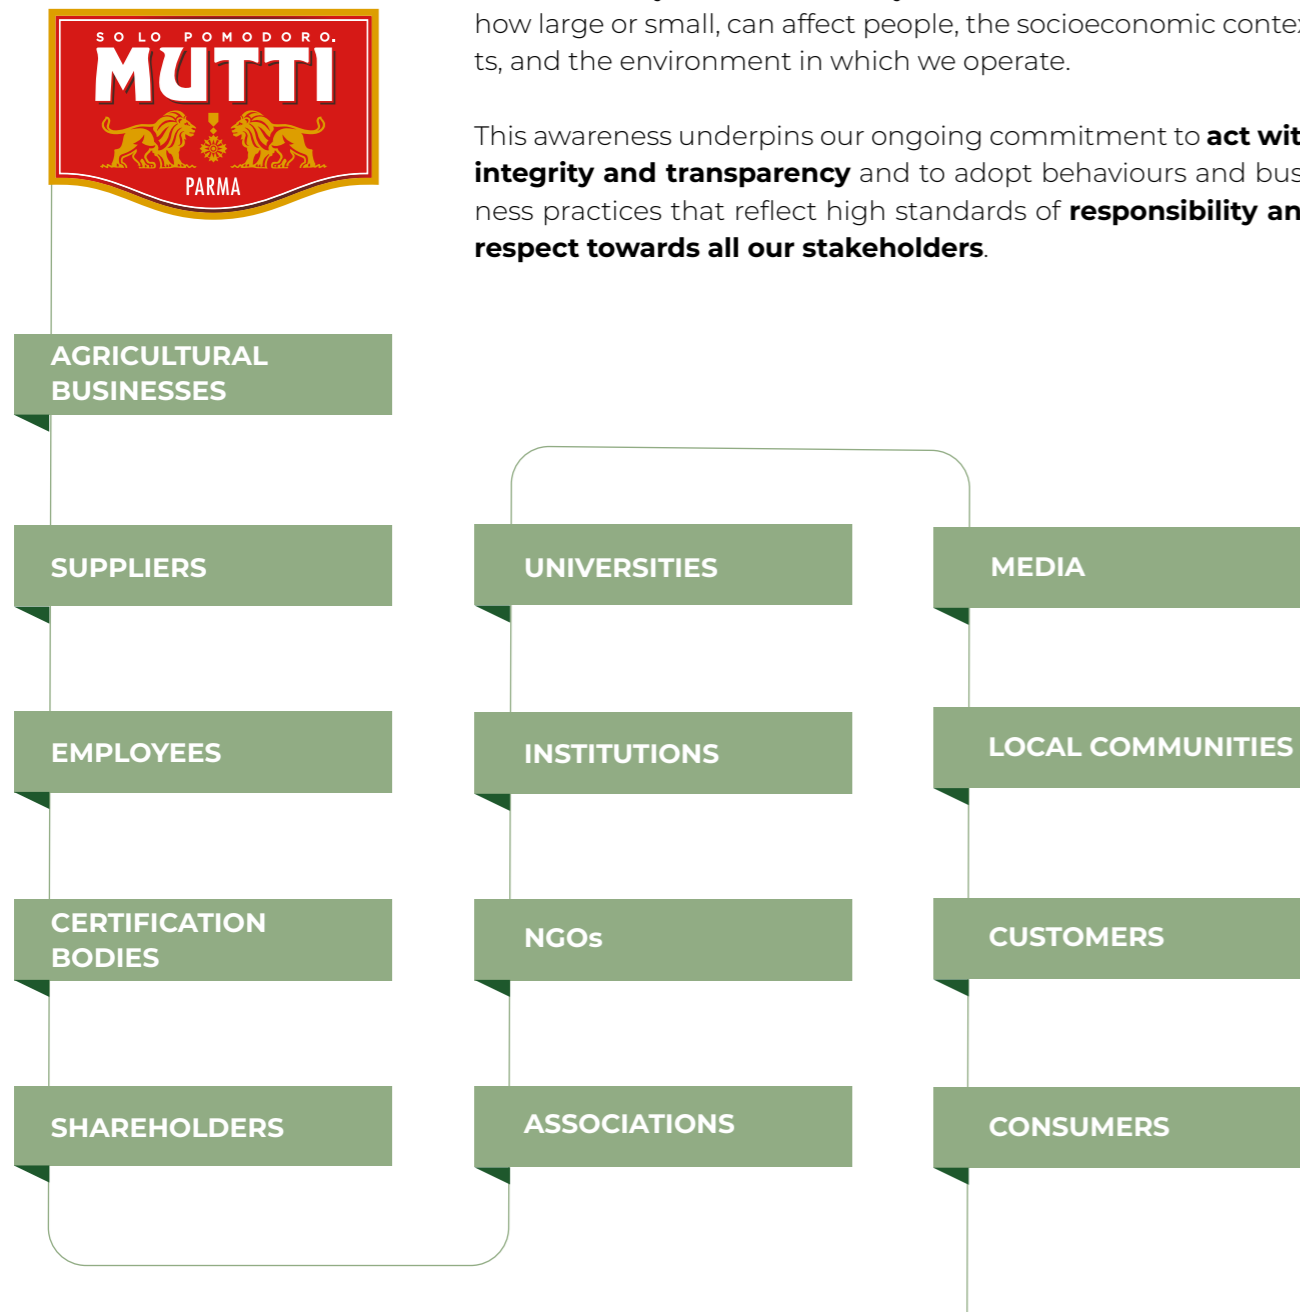 SOLO POMODORO.
MUTTI
PARMA
how large or small, can affect people, the socioeconomic contex
ts, and the environment in which we operate.
This awareness underpins our ongoing commitment to act wit
integrity and transparency and to adopt behaviours and bus
ness practices that reflect high standards of responsibility an
respect towards all our stakeholders.
AGRICULTURAL
BUSINESSES
SUPPLIERS
EMPLOYEES
CERTIFICATION
BODIES
SHAREHOLDERS
UNIVERSITIES
INSTITUTIONS
NGOs
ASSOCIATIONS
MEDIA
LOCAL COMMUNITIES
CUSTOMERS
CONSUMERS